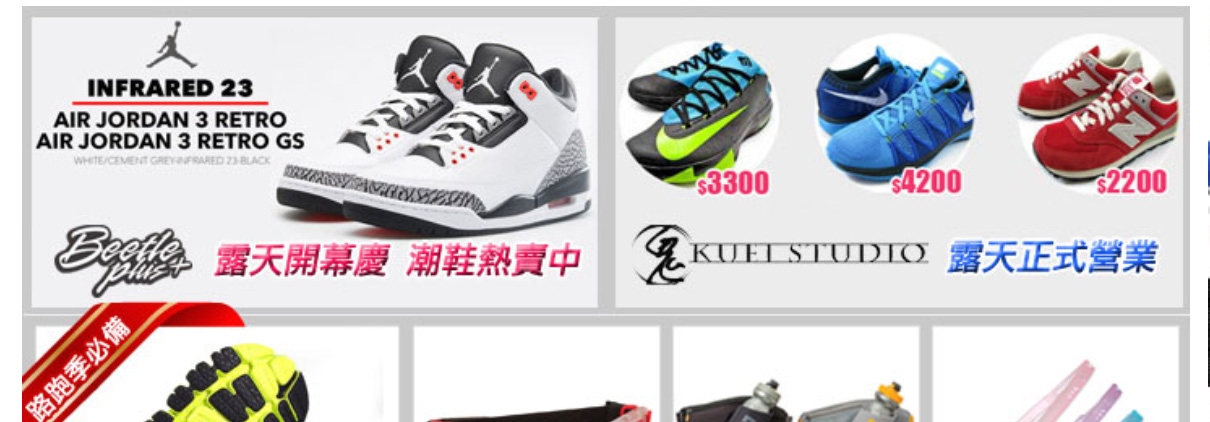 INFRARED 23
AIR JORDAN 3 RETRO
AIR JORDAN 3 RETRO GS
WHITE/CEMENT GREY-INFRARED 23-BLACK
Beetle
plus+
露天開幕慶 潮鞋熱賣中
$3300
$4200
$2200
鬼 KUEI STUDIO 露天正式營業
路跑季必備